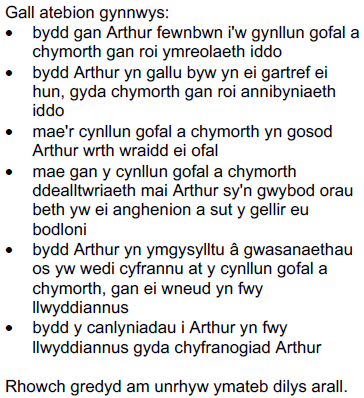 Gall atebion gynnwys:
• bydd gan Arthur fewnbwn i'w gynllun gofal a
chymorth gan roi ymreolaeth iddo
• bydd Arthur yn gallu byw yn ei gartref ei
hun, gyda chymorth gan roi annibyniaeth
iddo
• mae'r cynllun gofal a chymorth yn gosod
Arthur wrth wraidd ei ofal
• mae gan y cynllun gofal a chymorth
ddealltwriaeth mai Arthur sy'n gwybod orau
beth yw ei anghenion a sut y gellir eu
bodloni
• bydd Arthur yn ymgysylltu â gwasanaethau
os yw wedi cyfrannu at y cynllun gofal a
chymorth, gan ei wneud yn fwy
llwyddiannus
• bydd y canlyniadau i Arthur yn fwy
llwyddiannus gyda chyfranogiad Arthur
Rhowch gredyd am unrhyw ymateb dilys arall.